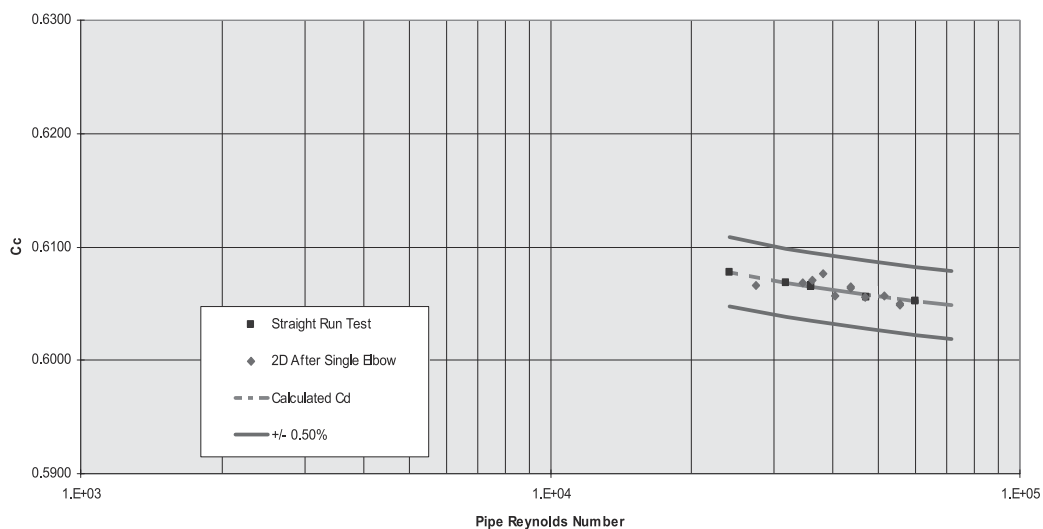 0.6300
0.6200
0.6100
0.6000
0.5900
Cc
Straight Run Test
2D After Single Elbow
Calculated Cd
+/- 0.50%
1.E+03
1.E+04
1.E+05
Pipe Reynolds Number